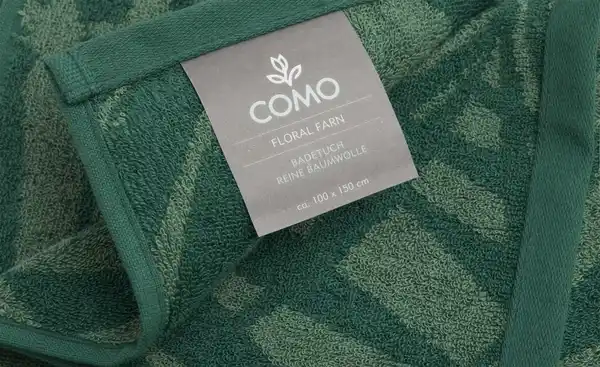 COMO
FLORAL FARN
BADETUCH
REINE BAUMWOLLE
ca. 100 x 150 cm